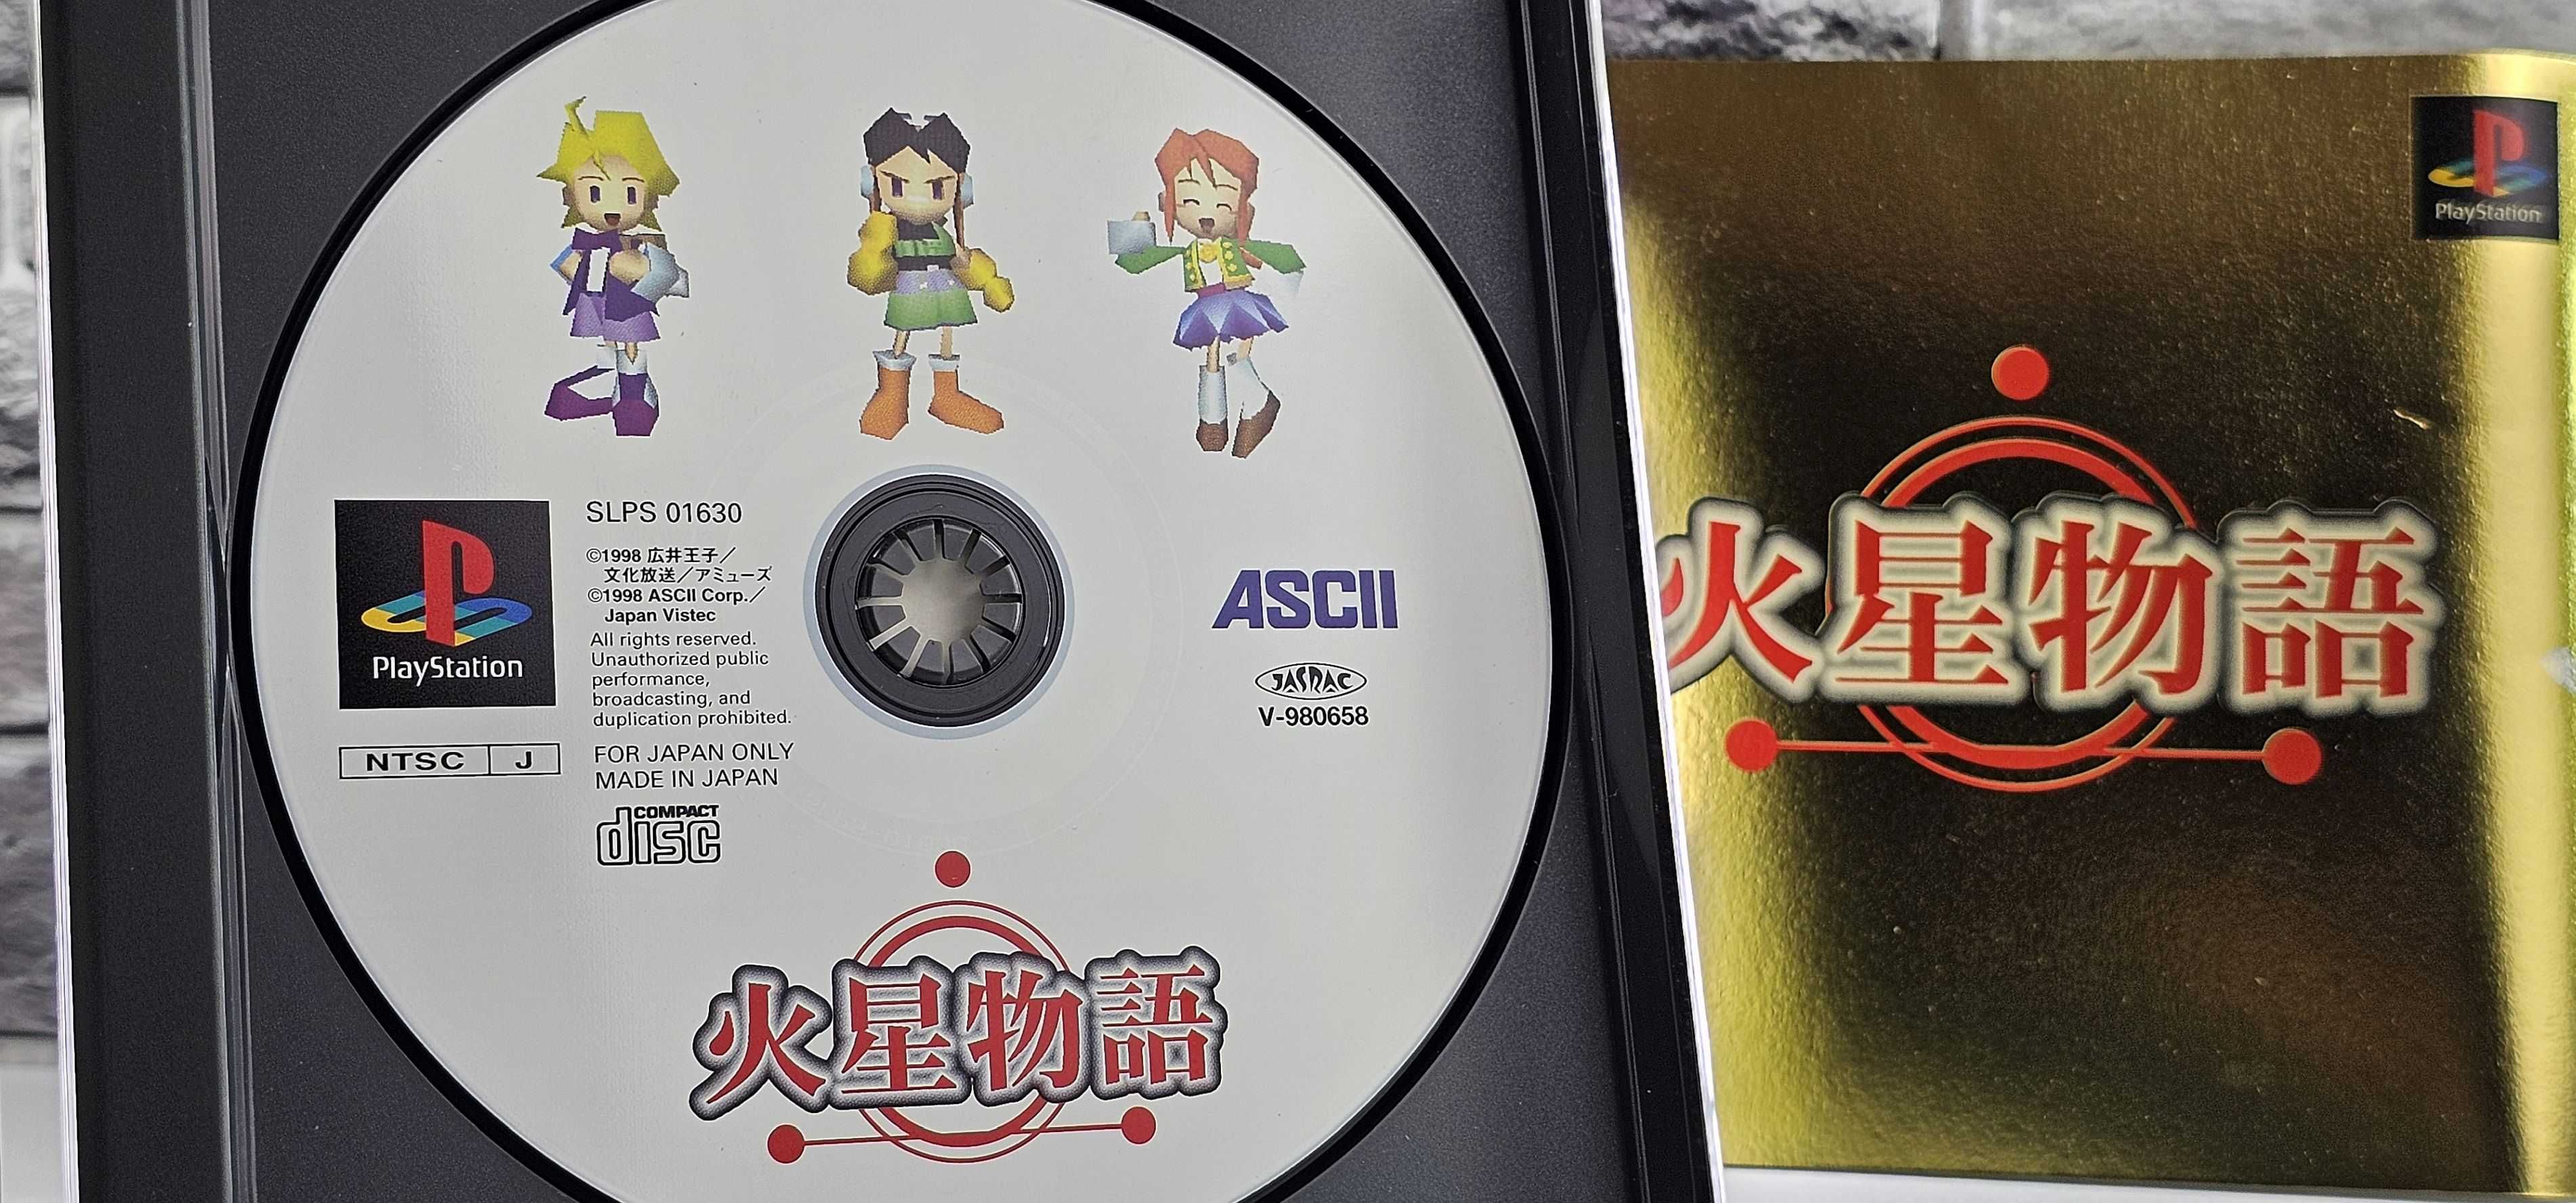 SLPS 01630
©1998 広井王子／
文化放送／アミューズ
©1998 ASCII Corp.／
Japan Vistec
All rights reserved.
Unauthorized public
performance,
broadcasting, and
duplication prohibited.
FOR JAPAN ONLY
MADE IN JAPAN
COMPACT
disc
PlayStation
NTSC J
ASCII
JASRAC
V-980658
火星物語
PlayStation
火星物語